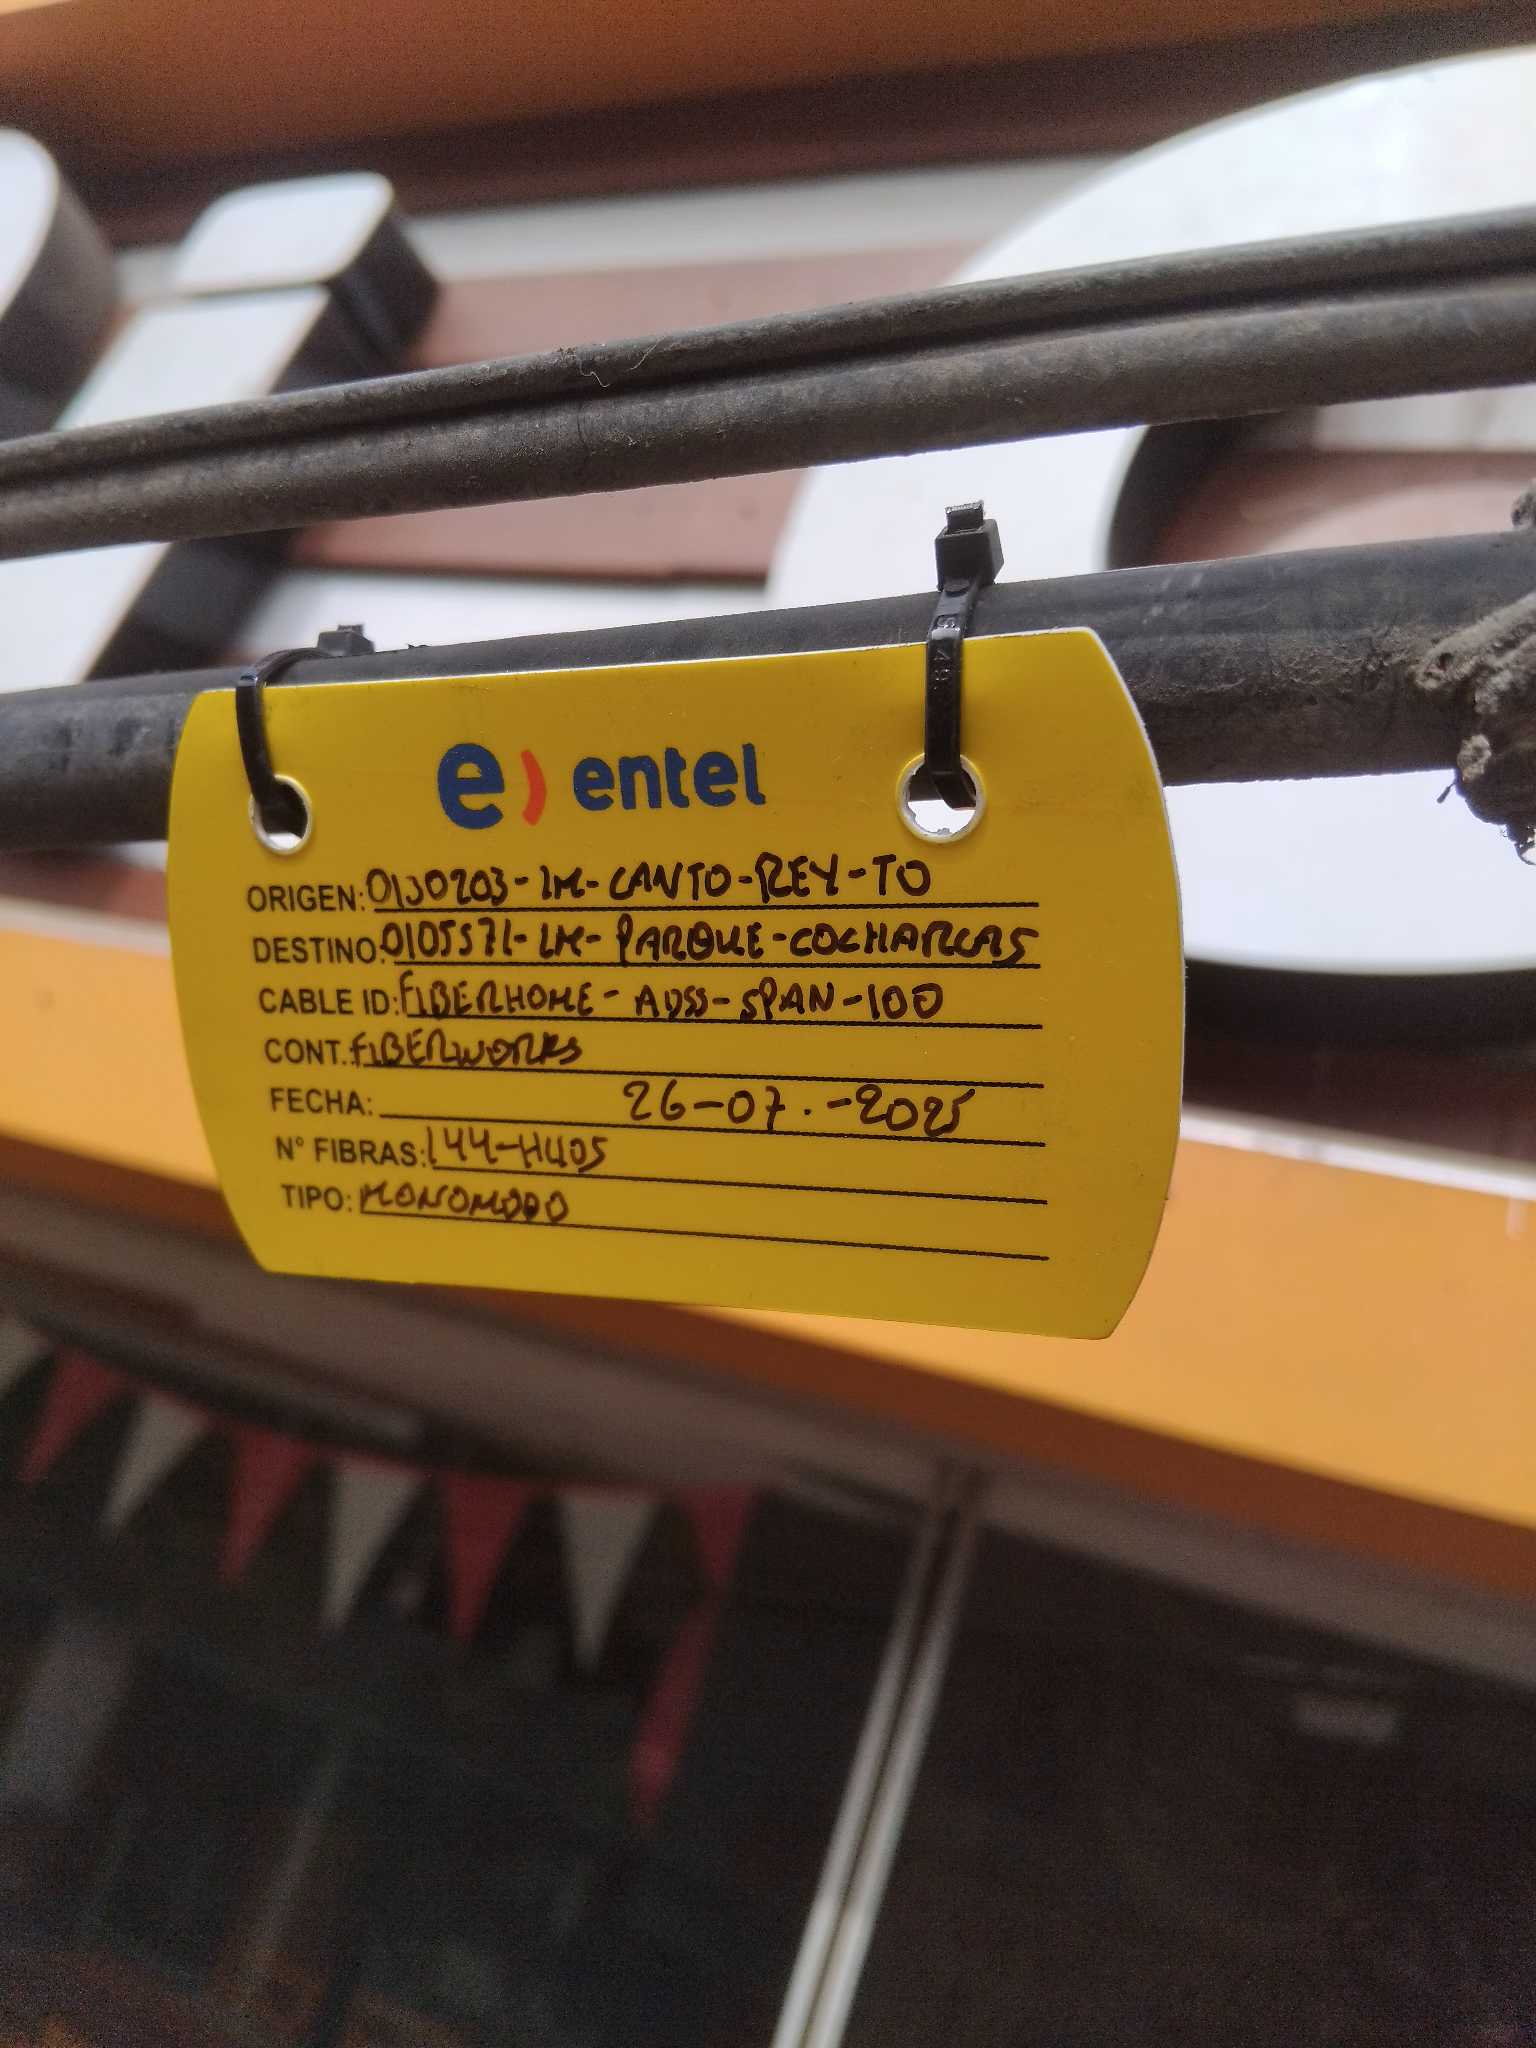 e) entel
ORIGEN: 0130203-LM-CANTO-REY-TO
DESTINO: 0105571-LM-PARQUE-COCHARCAS
CABLE ID: FIBERHOME-ADSS-SPAN-100
CONT.: FIBERWORKS
FECHA: 26-07.-2025
N° FIBRAS: 144-HILOS
TIPO: MONOMODO